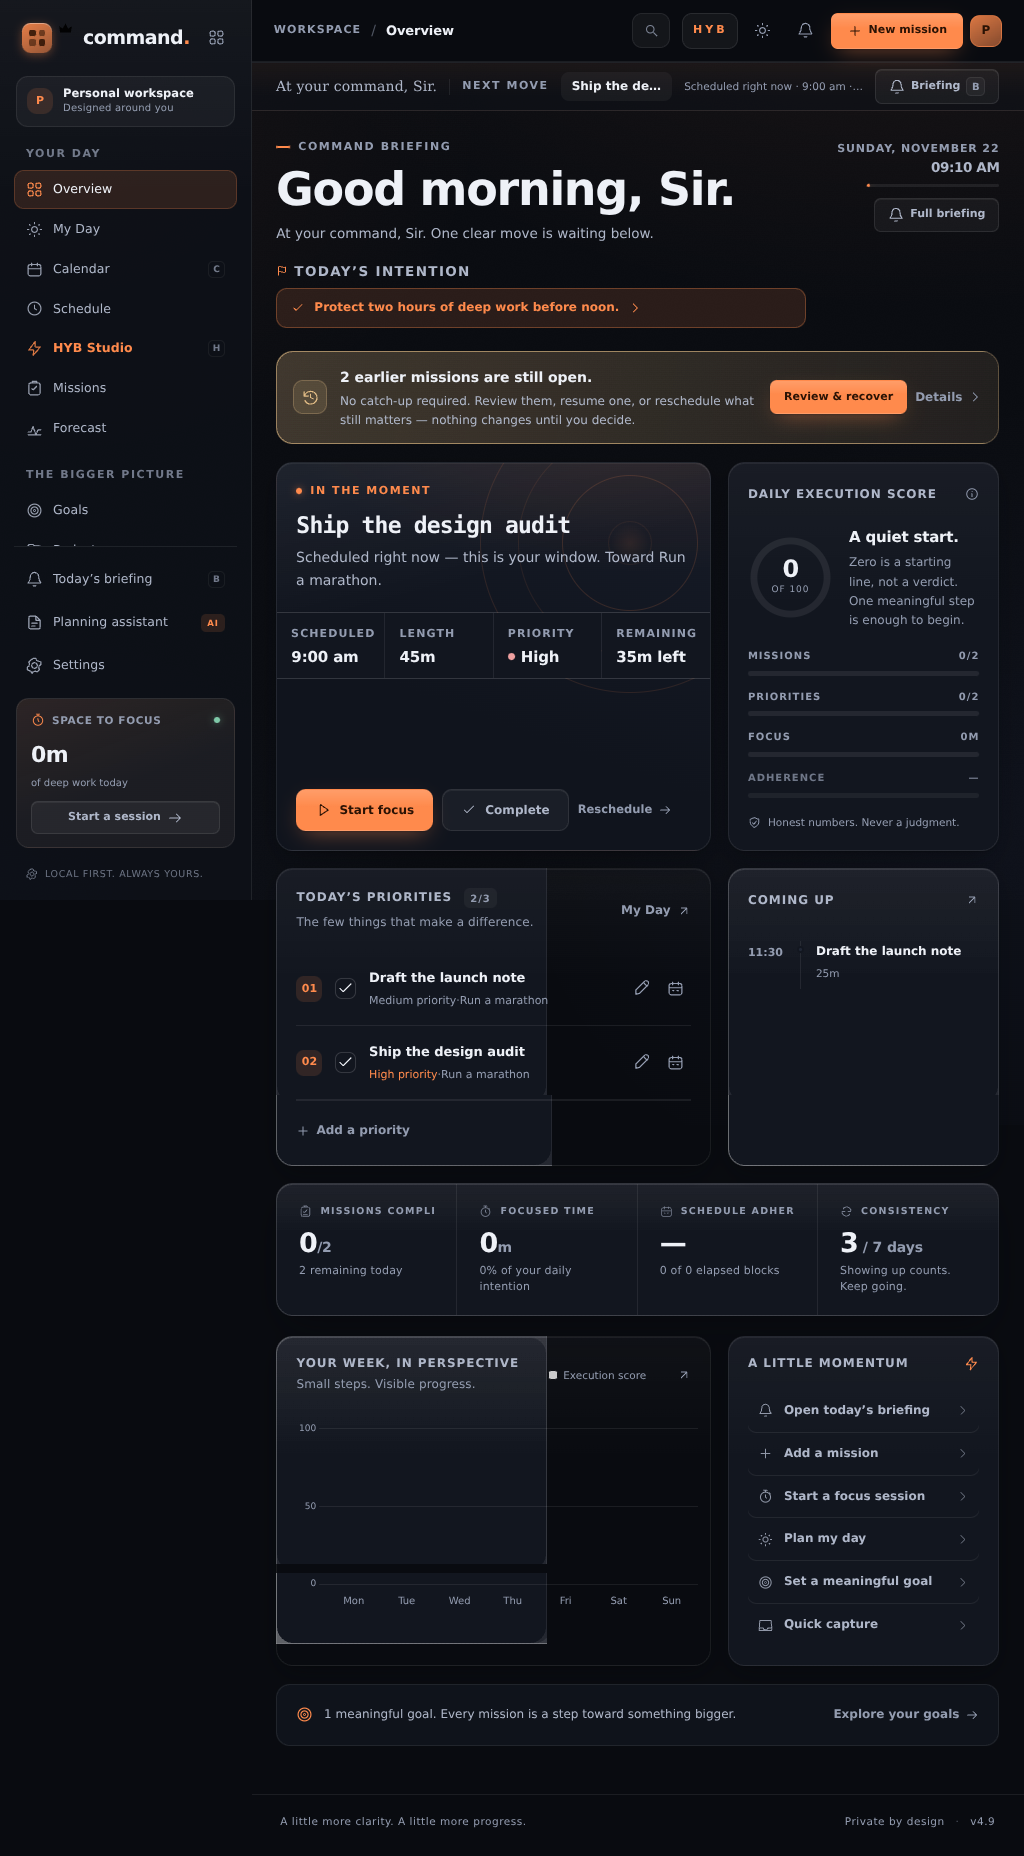 command.
P
Personal workspace
Designed around you
YOUR DAY
Overview
My Day
Calendar
C
Schedule
HYB Studio
H
Missions
Forecast
THE BIGGER PICTURE
Goals
Today’s briefing
B
Planning assistant
AI
Settings
SPACE TO FOCUS
0m
of deep work today
Start a session
LOCAL FIRST. ALWAYS YOURS.
WORKSPACE / Overview
HYB
New mission
P
At your command, Sir.
NEXT MOVE
Ship the de…
Scheduled right now · 9:00 am ·…
Briefing
B
COMMAND BRIEFING
Good morning, Sir.
At your command, Sir. One clear move is waiting below.
SUNDAY, NOVEMBER 22
09:10 AM
Full briefing
TODAY’S INTENTION
Protect two hours of deep work before noon.
2 earlier missions are still open.
No catch-up required. Review them, resume one, or reschedule what
still matters — nothing changes until you decide.
Review & recover
Details
IN THE MOMENT
Ship the design audit
Scheduled right now — this is your window. Toward Run
a marathon.
SCHEDULED
9:00 am
LENGTH
45m
PRIORITY
High
REMAINING
35m left
Start focus
Complete
Reschedule
DAILY EXECUTION SCORE
0
OF 100
A quiet start.
Zero is a starting
line, not a verdict.
One meaningful step
is enough to begin.
MISSIONS 0/2
PRIORITIES 0/2
FOCUS 0M
ADHERENCE —
Honest numbers. Never a judgment.
TODAY’S PRIORITIES 2/3
The few things that make a difference.
My Day
01
Draft the launch note
Medium priority·Run a marathon
02
Ship the design audit
High priority·Run a marathon
Add a priority
COMING UP
11:30
Draft the launch note
25m
MISSIONS COMPLI
0/2
2 remaining today
FOCUSED TIME
0m
0% of your daily
intention
SCHEDULE ADHER
—
0 of 0 elapsed blocks
CONSISTENCY
3 / 7 days
Showing up counts.
Keep going.
YOUR WEEK, IN PERSPECTIVE
Small steps. Visible progress.
Execution score
100
50
0
Mon Tue Wed Thu Fri Sat Sun
A LITTLE MOMENTUM
Open today’s briefing
Add a mission
Start a focus session
Plan my day
Set a meaningful goal
Quick capture
1 meaningful goal. Every mission is a step toward something bigger.
Explore your goals
A little more clarity. A little more progress.
Private by design · v4.9